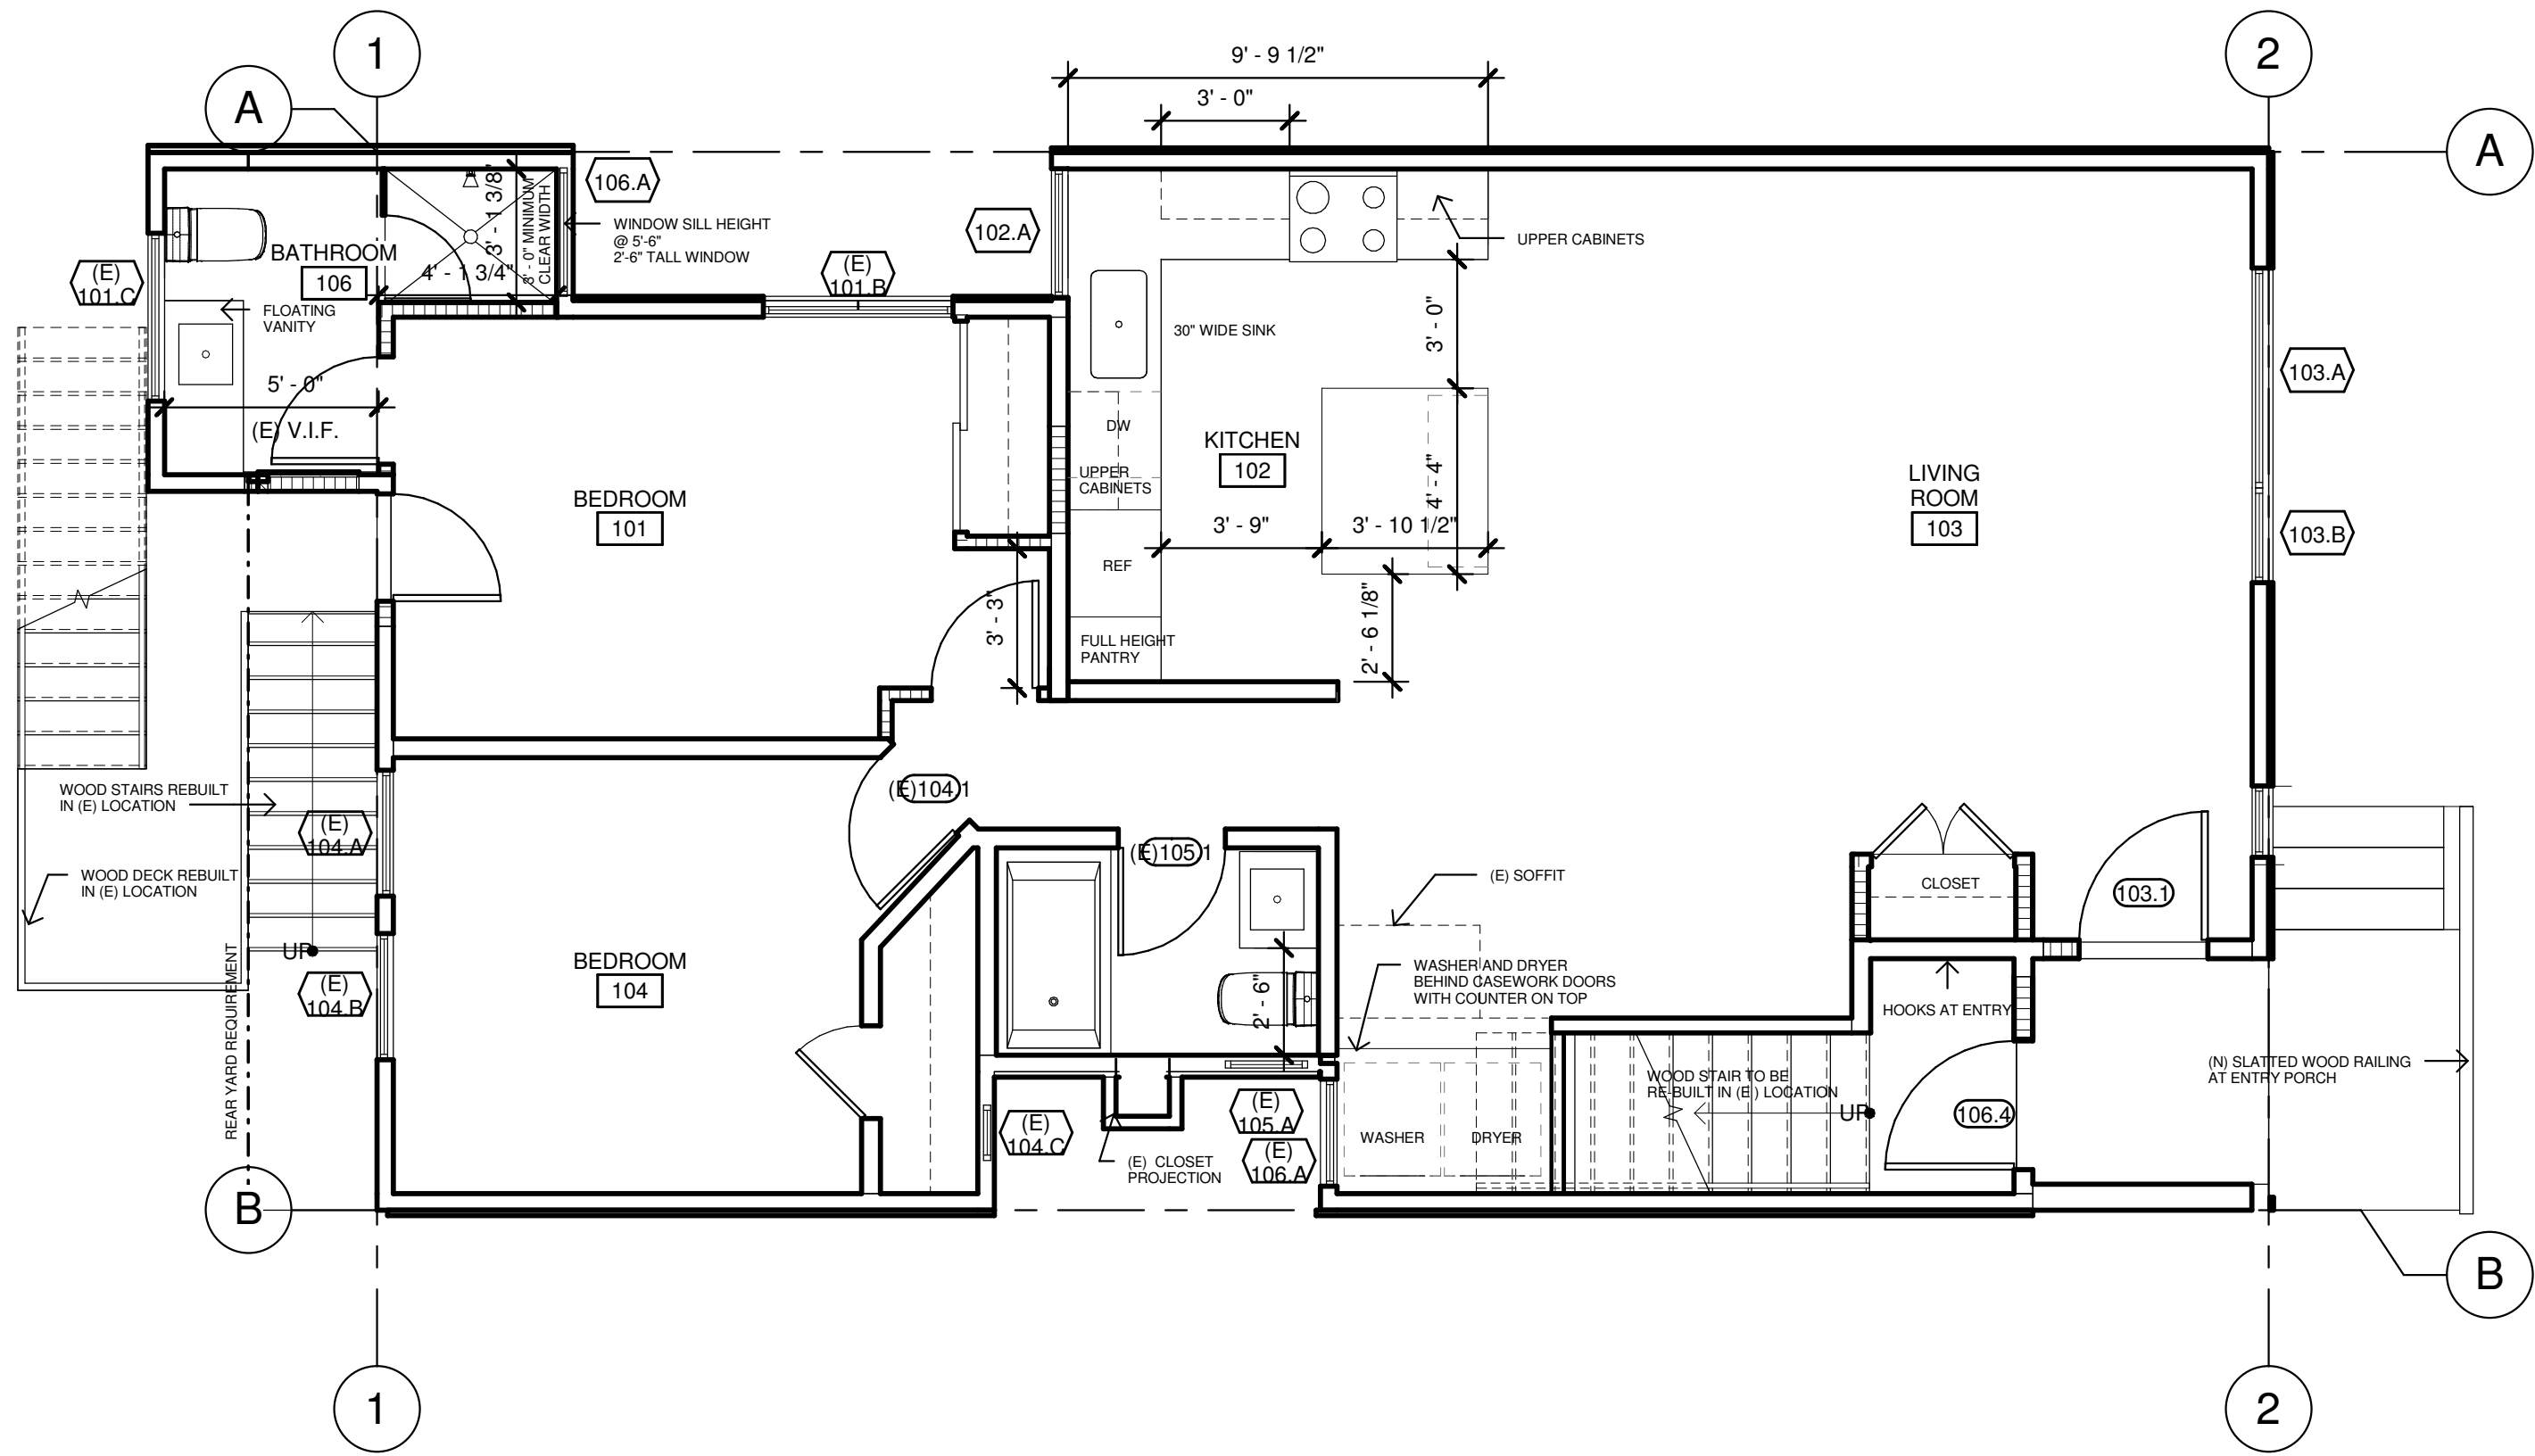 1
2
A
A
9' - 9 1/2"
3' - 0"
106.A
WINDOW SILL HEIGHT
@ 5'-6"
2'-6" TALL WINDOW
3' - 1 3/8"
3' - 0" MINIMUM
CLEAR WIDTH
4' - 1 3/4"
BATHROOM
106
(E)
101.C
FLOATING
VANITY
5' - 0"
(E) V.I.F.
(E)
101.B
102.A
UPPER CABINETS
30" WIDE SINK
3' - 0"
DW
UPPER
CABINETS
KITCHEN
102
4' - 4"
3' - 9"
3' - 10 1/2"
REF
FULL HEIGHT
PANTRY
2' - 6 1/8"
3' - 3"
BEDROOM
101
LIVING
ROOM
103
103.A
103.B
WOOD STAIRS REBUILT
IN (E) LOCATION
(E)
104.A
WOOD DECK REBUILT
IN (E) LOCATION
UP
(E)
104.B
REAR YARD REQUIREMENT
(E)104.1
(E)105.1
BEDROOM
104
2' - 6"
(E) SOFFIT
WASHER AND DRYER
BEHIND CASEWORK DOORS
WITH COUNTER ON TOP
CLOSET
103.1
HOOKS AT ENTRY
WOOD STAIR TO BE
RE-BUILT IN (E ) LOCATION
UP
106.4
(N) SLATTED WOOD RAILING
AT ENTRY PORCH
(E)
104.C
(E)
105.A
(E)
106.A
(E) CLOSET
PROJECTION
WASHER
DRYER
B
B
1
2